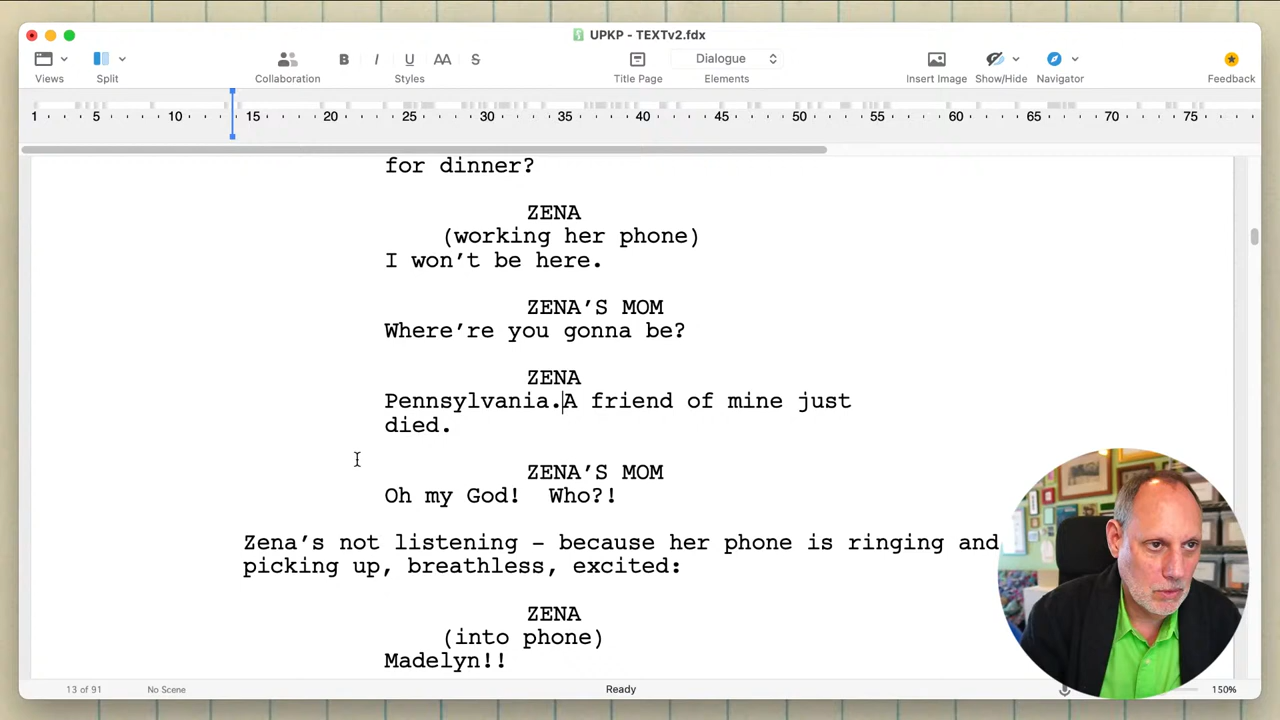 UPKP - TEXTv2.fdx
B I U AA S Dialogue
Views Split Collaboration Styles Title Page Elements Insert Image Show/Hide Navigator Feedback
1 5 10 15 20 25 30 35 40 45 50 55 60 65 70 75
for dinner?
ZENA
(working her phone)
I won’t be here.
ZENA’S MOM
Where’re you gonna be?
ZENA
Pennsylvania.A friend of mine just
died.
ZENA’S MOM
Oh my God!  Who?!
Zena’s not listening – because her phone is ringing and
picking up, breathless, excited:
ZENA
(into phone)
Madelyn!!
13 of 91 No Scene Ready 150%